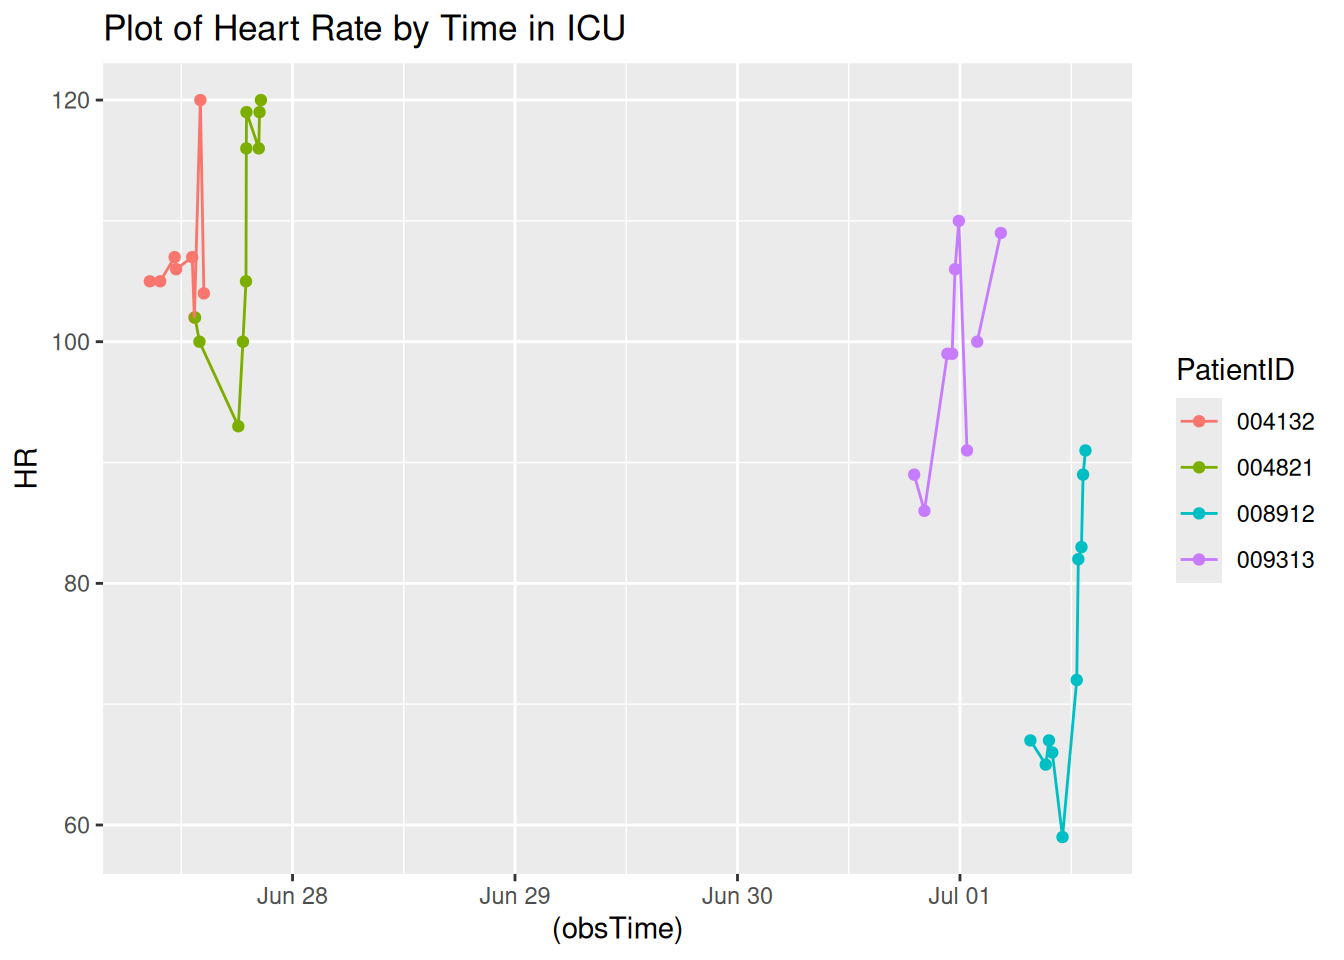 Plot of Heart Rate by Time in ICU
120
100
80
60
HR
Jun 28 Jun 29 Jun 30 Jul 01
(obsTime)
PatientID
004132
004821
008912
009313